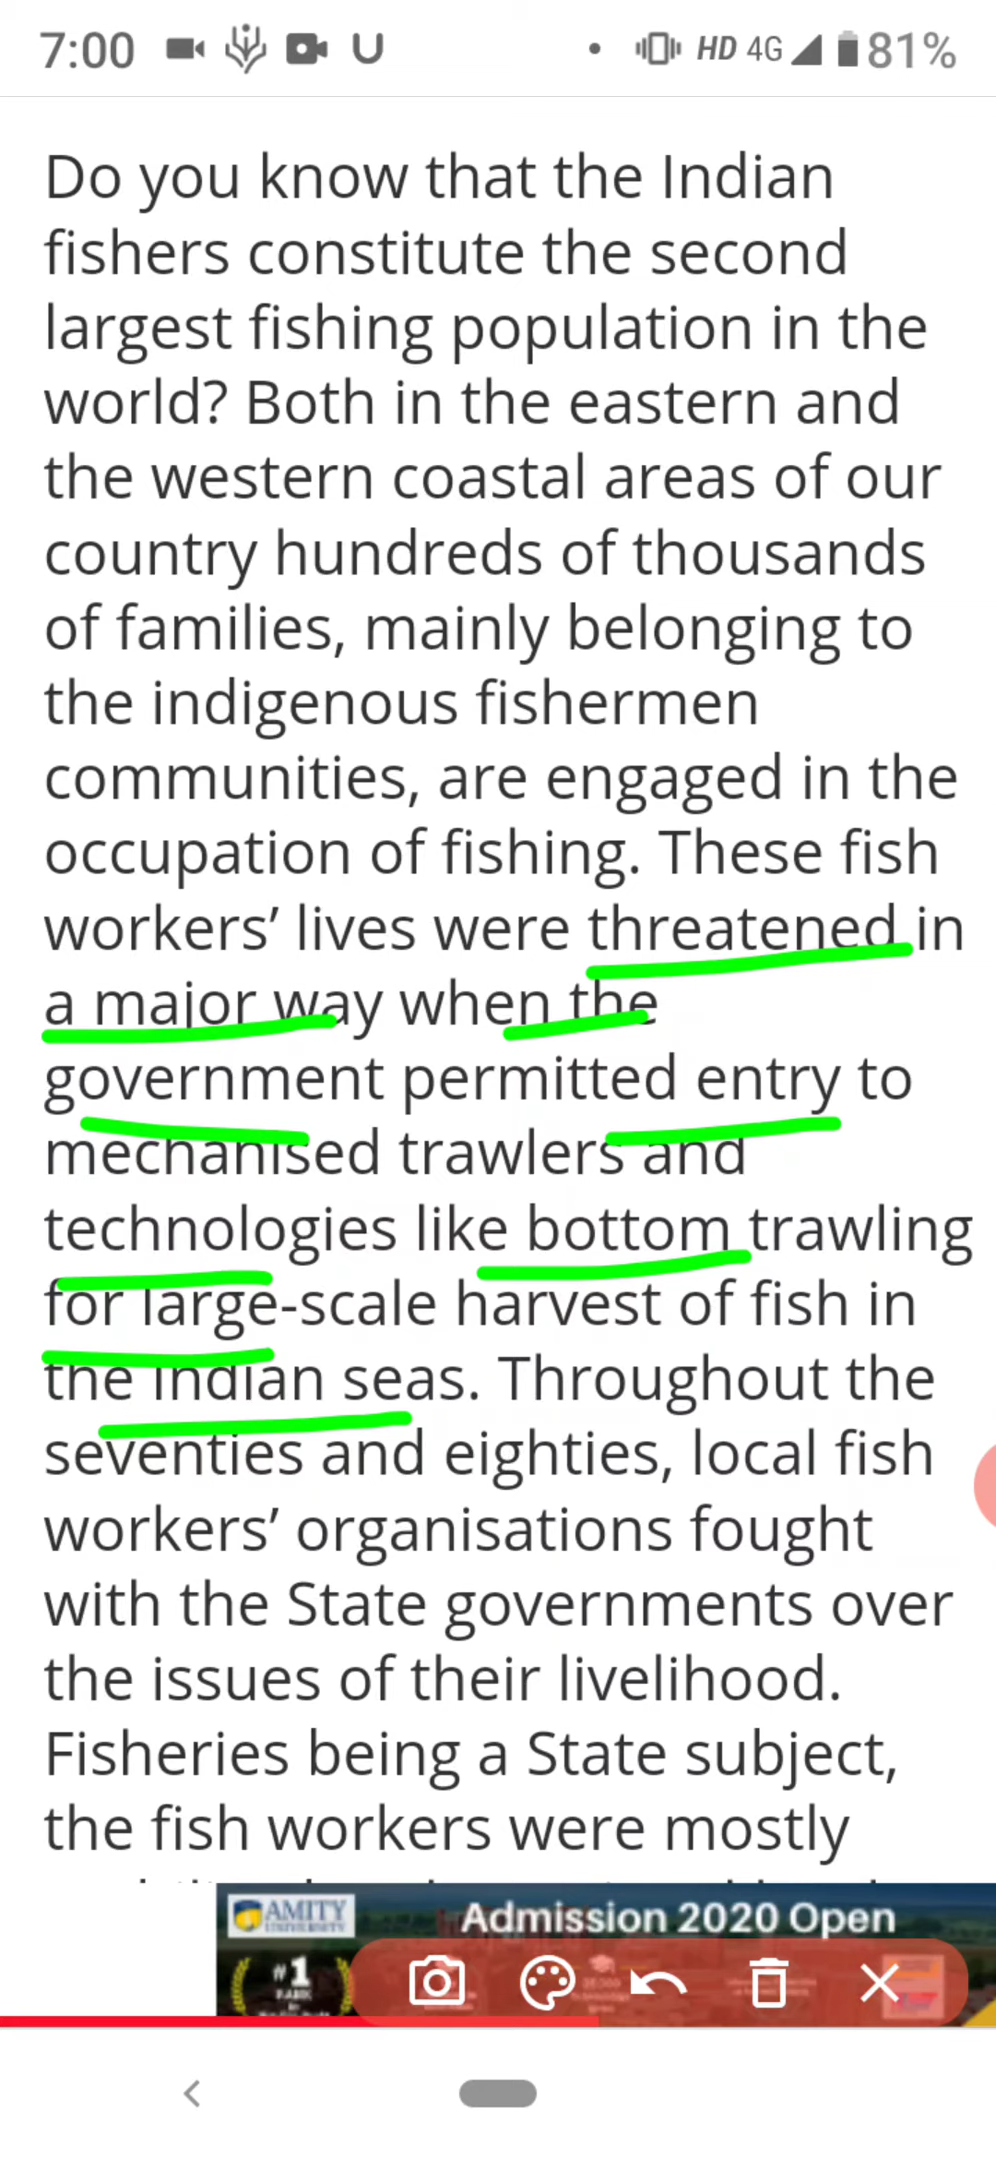 7:00 HD 4G 81%
Do you know that the Indian
fishers constitute the second
largest fishing population in the
world? Both in the eastern and
the western coastal areas of our
country hundreds of thousands
of families, mainly belonging to
the indigenous fishermen
communities, are engaged in the
occupation of fishing. These fish
workers’ lives were threatened in
a major way when the
government permitted entry to
mechanised trawlers and
technologies like bottom trawling
for large-scale harvest of fish in
the Indian seas. Throughout the
seventies and eighties, local fish
workers’ organisations fought
with the State governments over
the issues of their livelihood.
Fisheries being a State subject,
the fish workers were mostly
AMITY
UNIVERSITY
Admission 2020 Open
#1